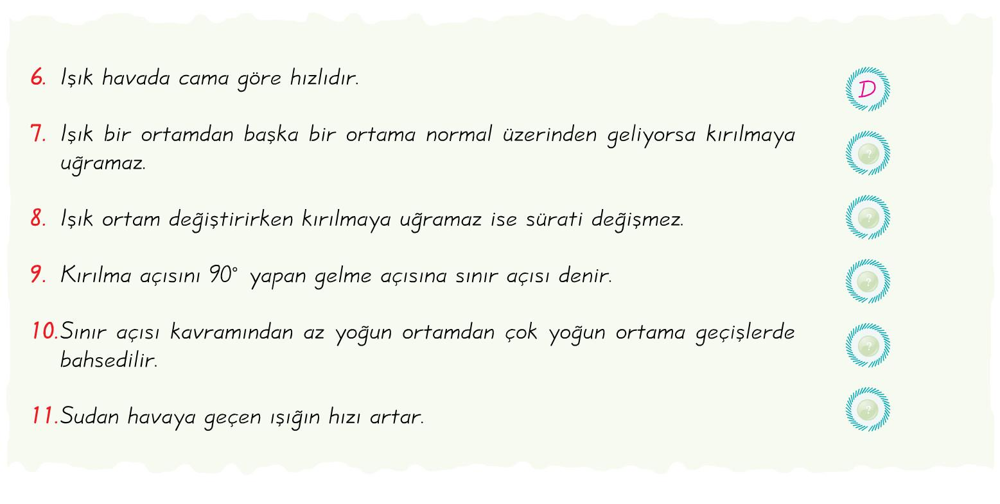 6. Işık havada cama göre hızlıdır.
D
7. Işık bir ortamdan başka bir ortama normal üzerinden geliyorsa kırılmaya
uğramaz.
?
8. Işık ortam değiştirirken kırılmaya uğramaz ise sürati değişmez.
?
9. Kırılma açısını 90° yapan gelme açısına sınır açısı denir.
?
10. Sınır açısı kavramından az yoğun ortamdan çok yoğun ortama geçişlerde
bahsedilir.
?
11. Sudan havaya geçen ışığın hızı artar.
?